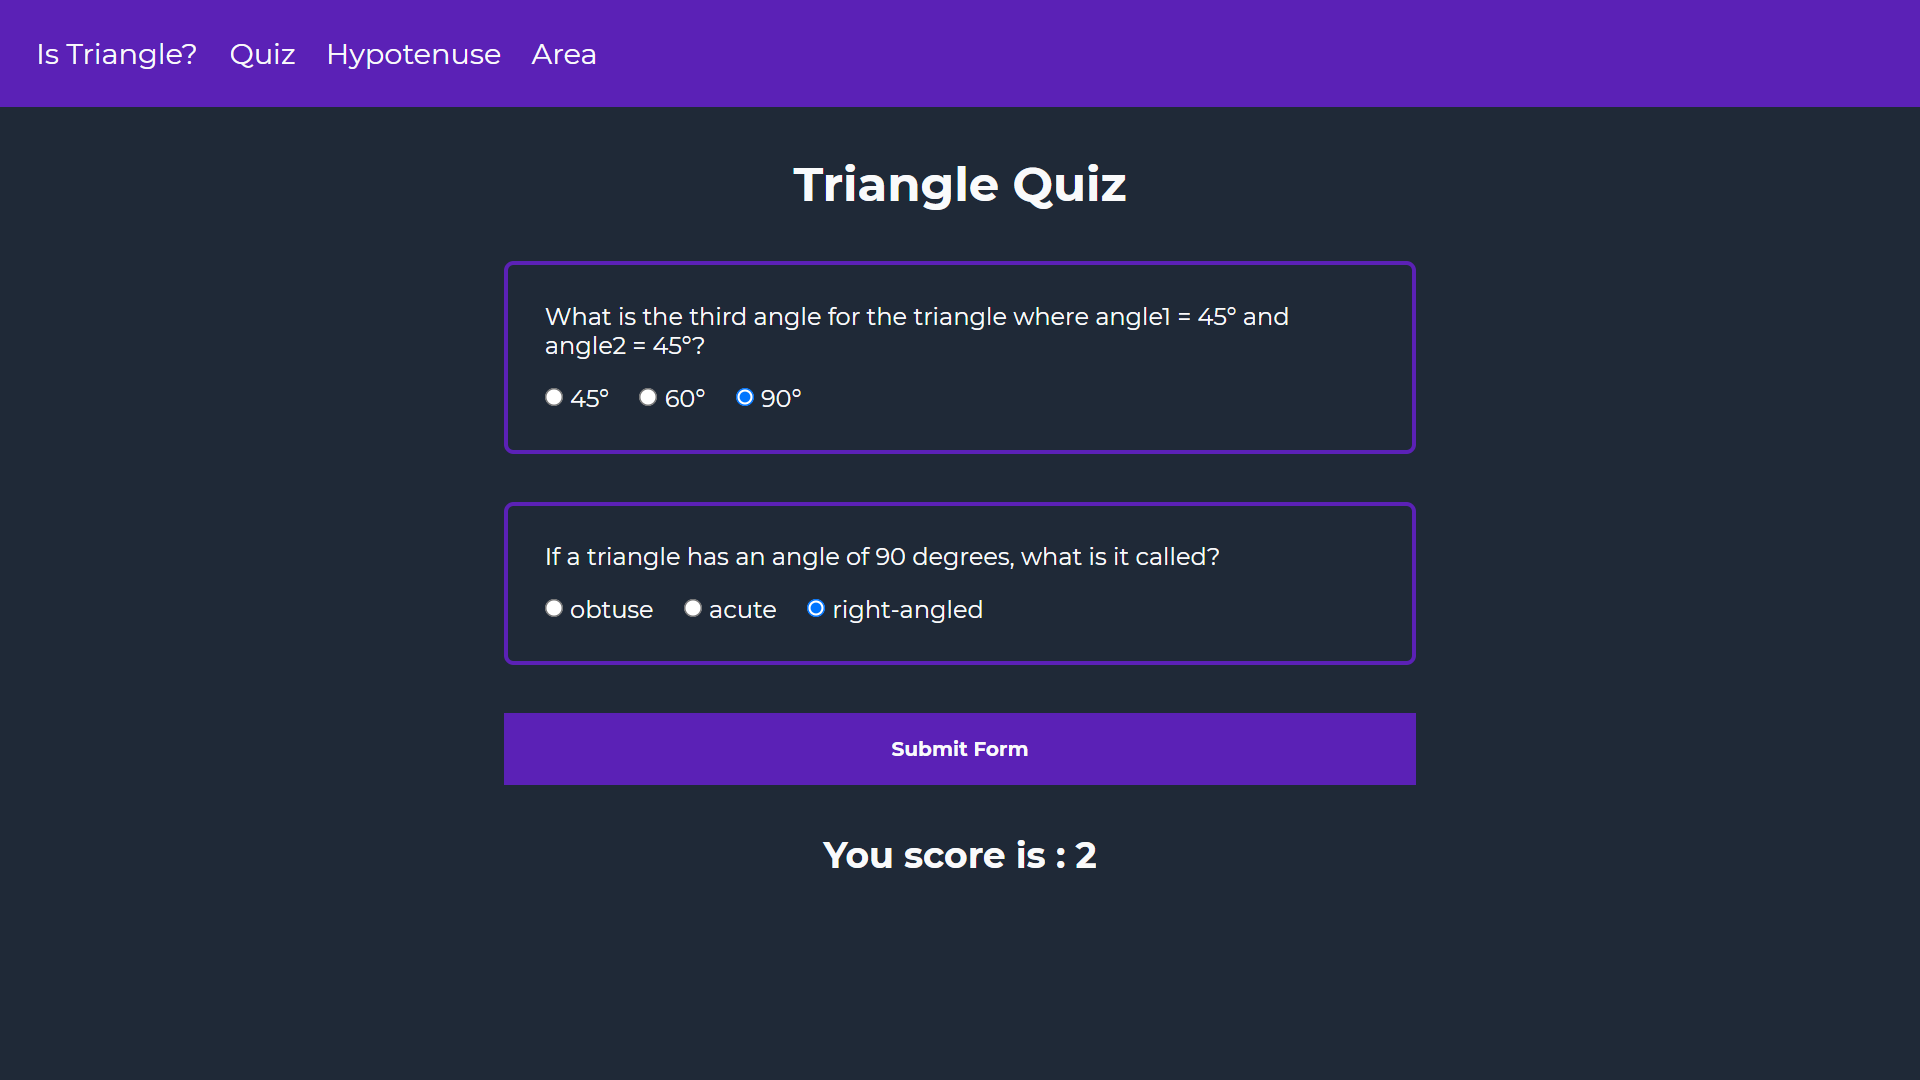 Is Triangle? Quiz Hypotenuse Area
Triangle Quiz
What is the third angle for the triangle where angle1 = 45° and
angle2 = 45°?
45° 60° 90°
If a triangle has an angle of 90 degrees, what is it called?
obtuse acute right-angled
Submit Form
You score is : 2